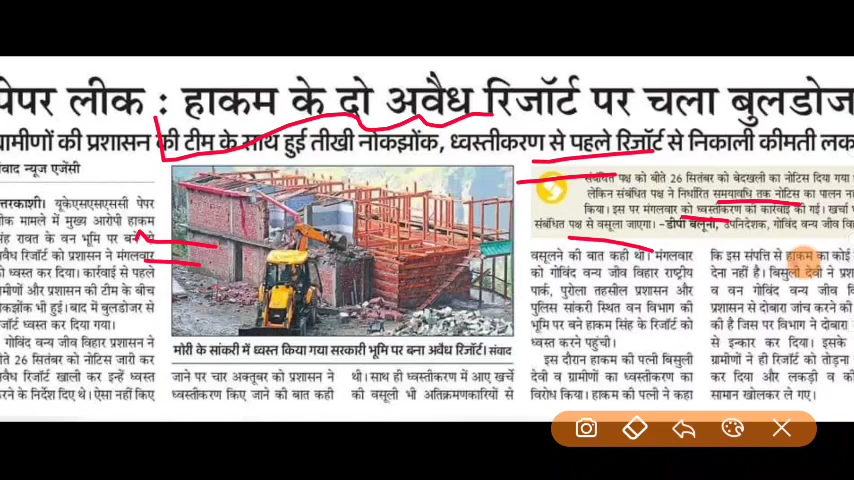 पेपर लीक : हाकम के दो अवैध रिजॉर्ट पर चला बुलडोज
ग्रामीणों की प्रशासन की टीम के साथ हुई तीखी नोकझोंक, ध्वस्तीकरण से पहले रिजॉर्ट से निकाली कीमती लक
संवाद न्यूज एजेंसी
त्तरकाशी। यूकेएसएसएससी पेपर
लीक मामले में मुख्य आरोपी हाकम
सिंह रावत के वन भूमि पर बने
अवैध रिजॉर्ट को प्रशासन ने मंगलवार
को ध्वस्त कर दिया। कार्रवाई से पहले
ग्रामीणों और प्रशासन की टीम के बीच
नोकझोंक भी हुई। बाद में बुलडोजर से
रिजॉर्ट ध्वस्त कर दिया गया।
गोविंद वन्य जीव विहार प्रशासन ने
बीते 26 सितंबर को नोटिस जारी कर
अवैध रिजॉर्ट खाली कर इन्हें ध्वस्त
करने के निर्देश दिए थे। ऐसा नहीं किए
मोरी के सांकरी में ध्वस्त किया गया सरकारी भूमि पर बना अवैध रिजॉर्ट। संवाद
जाने पर चार अक्तूबर को प्रशासन ने
ध्वस्तीकरण किए जाने की बात कही
थी। साथ ही ध्वस्तीकरण में आए खर्चे
की वसूली भी अतिक्रमणकारियों से
संबंधित पक्ष को बीते 26 सितंबर को बेदखली का नोटिस दिया गया
लेकिन संबंधित पक्ष ने निर्धारित समयावधि तक नोटिस का पालन न
किया। इस पर मंगलवार को ध्वस्तीकरण की कार्रवाई की गई। खर्चा
संबंधित पक्ष से वसूला जाएगा। -डीपी बलूनी, उपनिदेशक, गोविंद वन्य जीव वि
वसूलने की बात कही थी। मंगलवार
को गोविंद वन्य जीव विहार राष्ट्रीय
पार्क, पुरोला तहसील प्रशासन और
पुलिस सांकरी स्थित वन विभाग की
भूमि पर बने हाकम सिंह के रिजॉर्ट को
ध्वस्त करने पहुंची।
इस दौरान हाकम की पत्नी बिसुली
देवी व ग्रामीणों का ध्वस्तीकरण का
विरोध किया। हाकम की पत्नी ने कहा
कि इस संपत्ति से हाकम का कोई
देना नहीं है। बिसुली देवी ने प्रशा
व वन गोविंद वन्य जीव वि
प्रशासन से दोबारा जांच करने की
की है जिस पर विभाग ने दोबारा
से इन्कार कर दिया। इसके
ग्रामीणों ने ही रिजॉर्ट को तोड़ना
कर दिया और लकड़ी व को
सामान खोलकर ले गए।